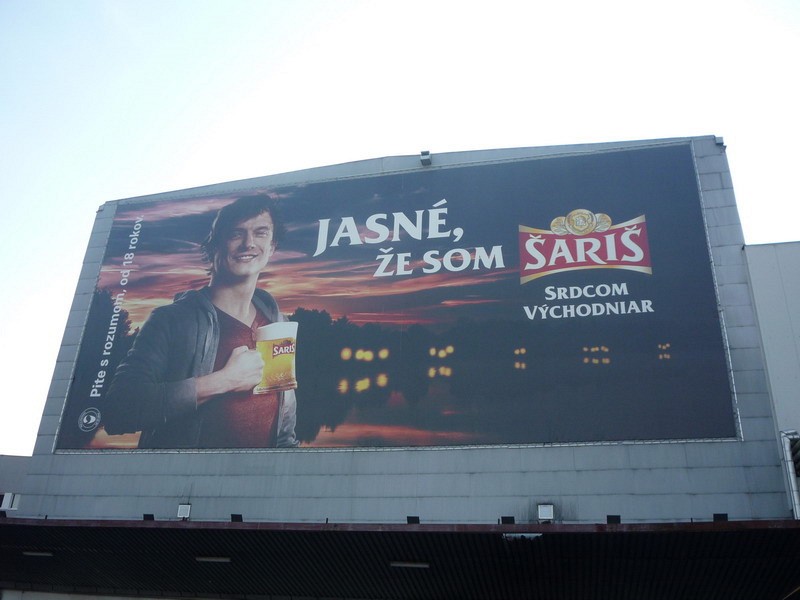 Pite s rozumom, od 18 rokov.
JASNÉ,
ŽE SOM
ŠARIŠ
SRDCOM
VÝCHODNIAR
ŠARIŠ